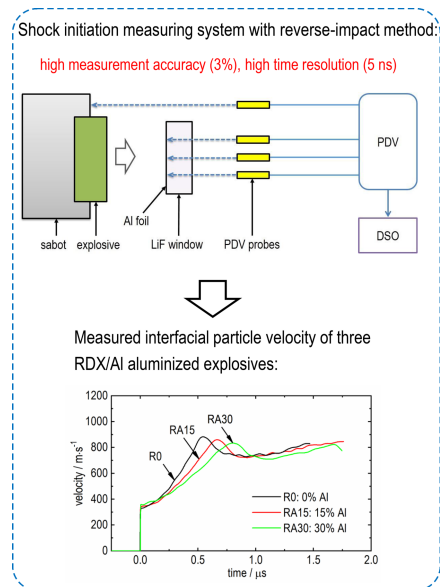 Shock initiation measuring system with reverse-impact method:
high measurement accuracy (3%), high time resolution (5 ns)
PDV
Al foil
sabot
explosive
LiF window
PDV probes
DSO
Measured interfacial particle velocity of three
RDX/Al aluminized explosives:
1200
1000
800
600
400
200
0
velocity / m·s⁻¹
R0
RA15
RA30
R0: 0% Al
RA15: 15% Al
RA30: 30% Al
0.0
0.5
1.0
1.5
2.0
time / μs